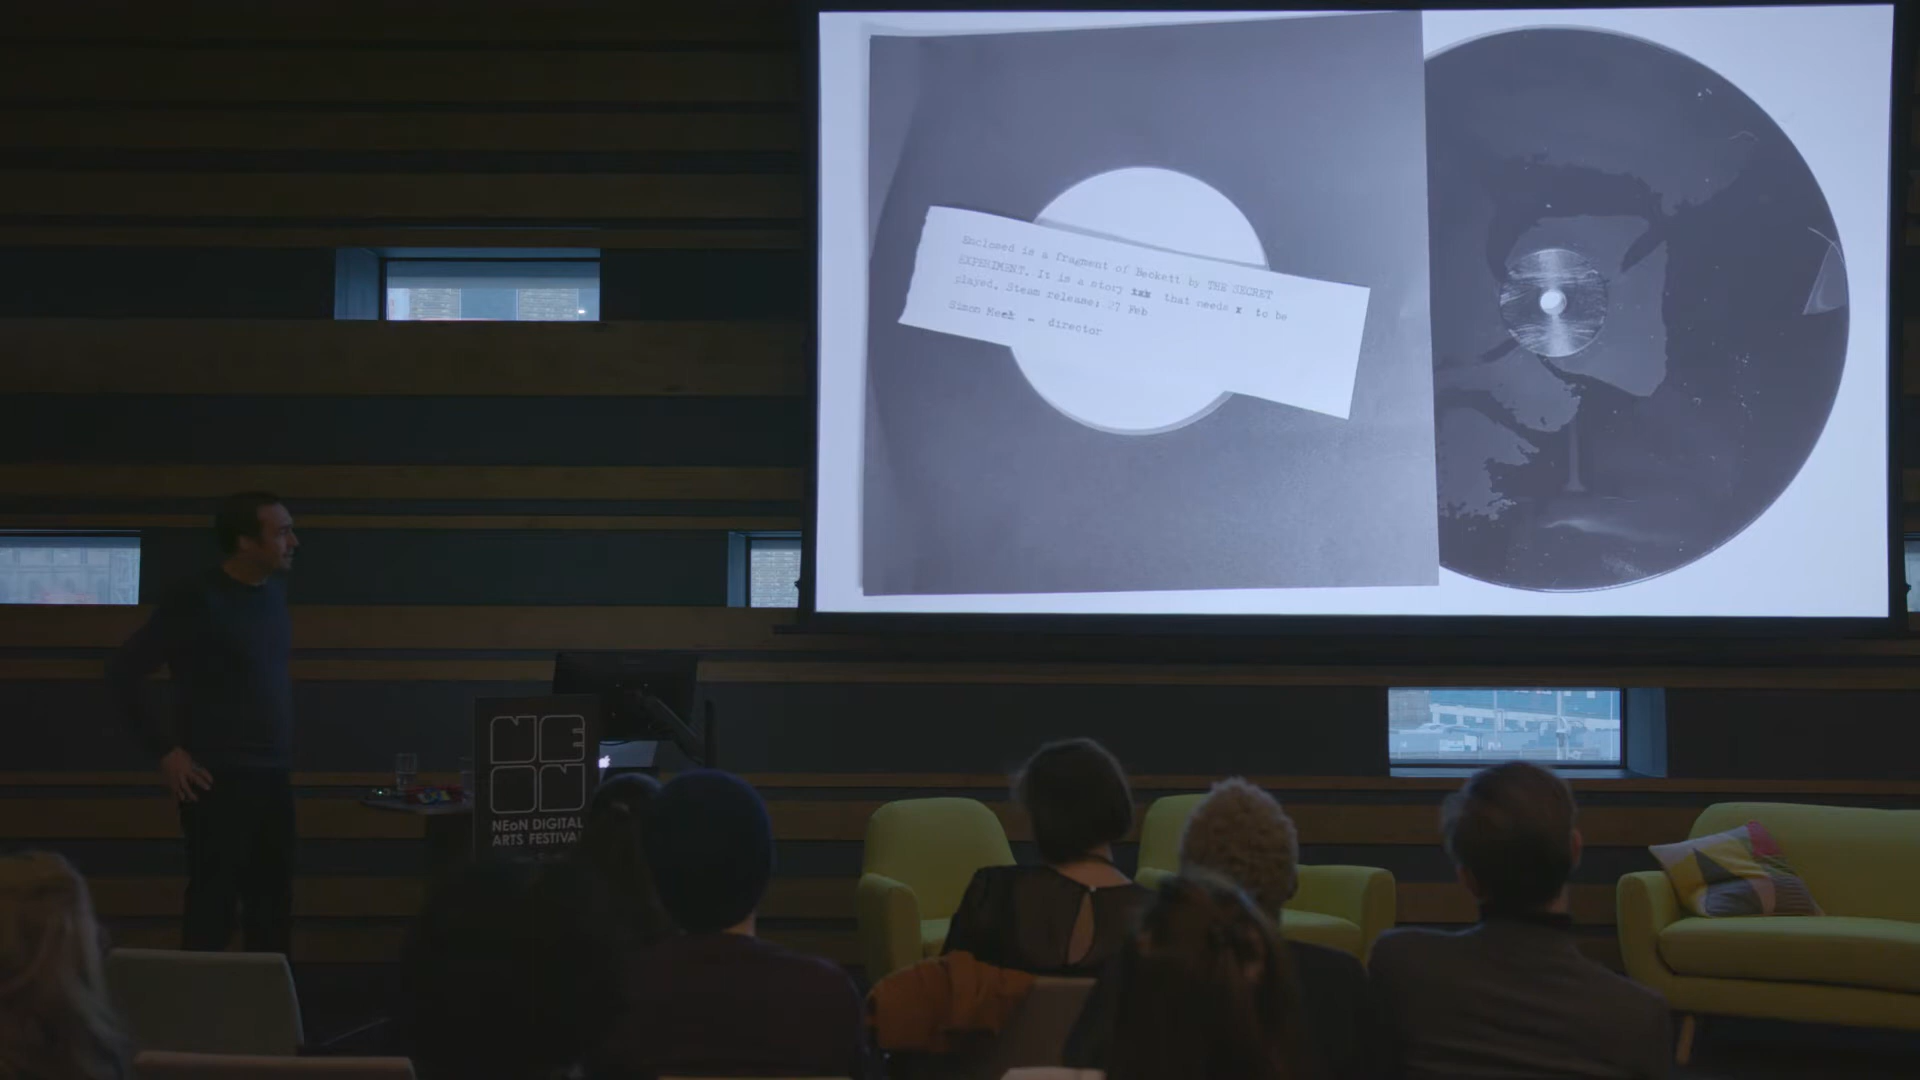 Enclosed is a fragment of Beckett by THE SECRET
EXPERIMENT. It is a story xxx that needs x to be
played. Steam release: 27 Feb
Simon Meek - director
NEON
NEoN DIGITAL
ARTS FESTIVAL